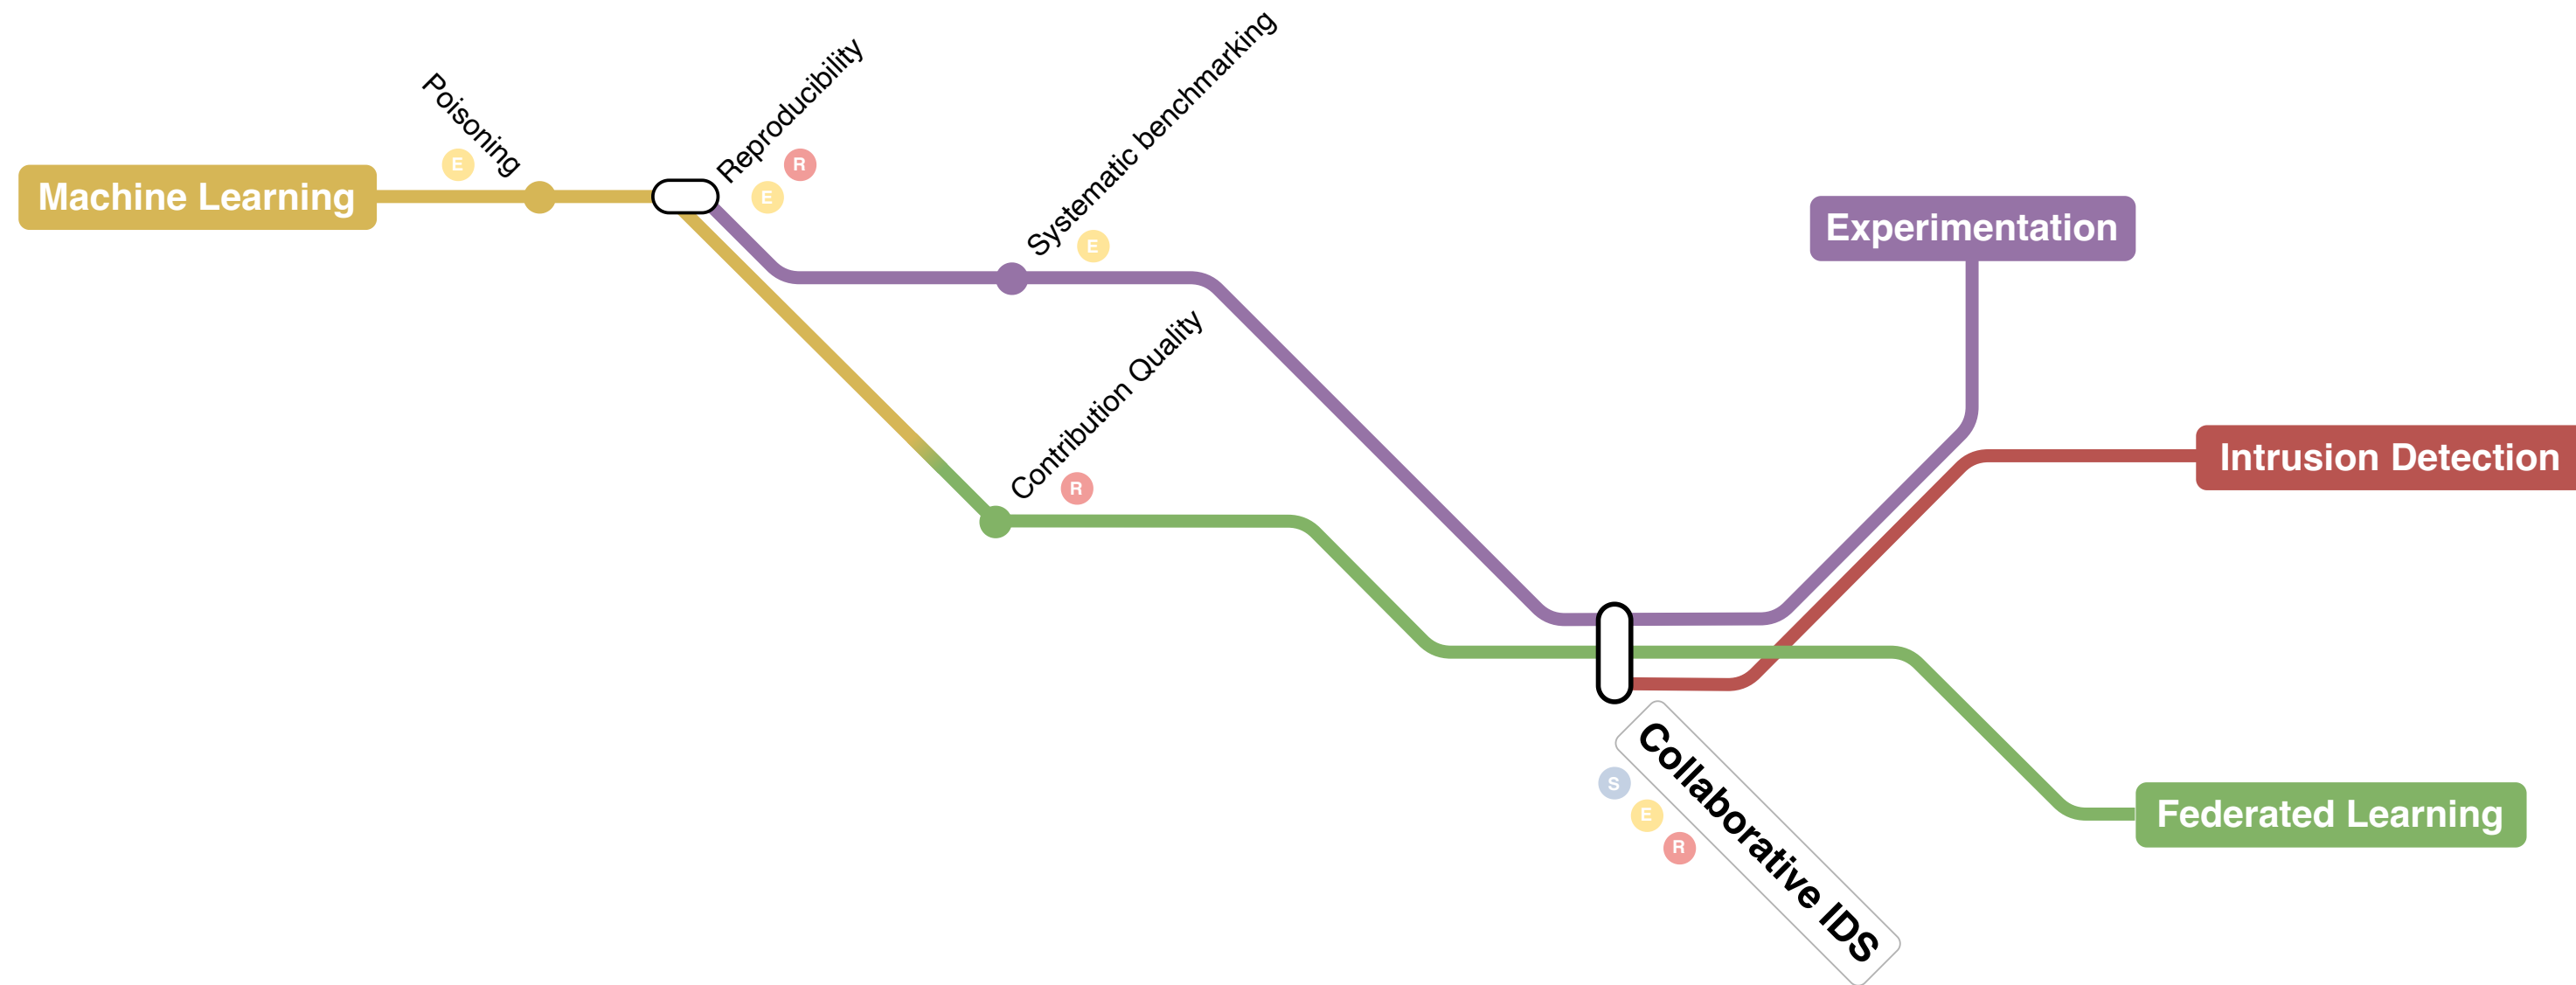 Machine Learning
Poisoning
E
Reproducibility
R
E
Systematic benchmarking
E
Contribution Quality
R
Experimentation
Intrusion Detection
Collaborative IDS
S
E
R
Federated Learning